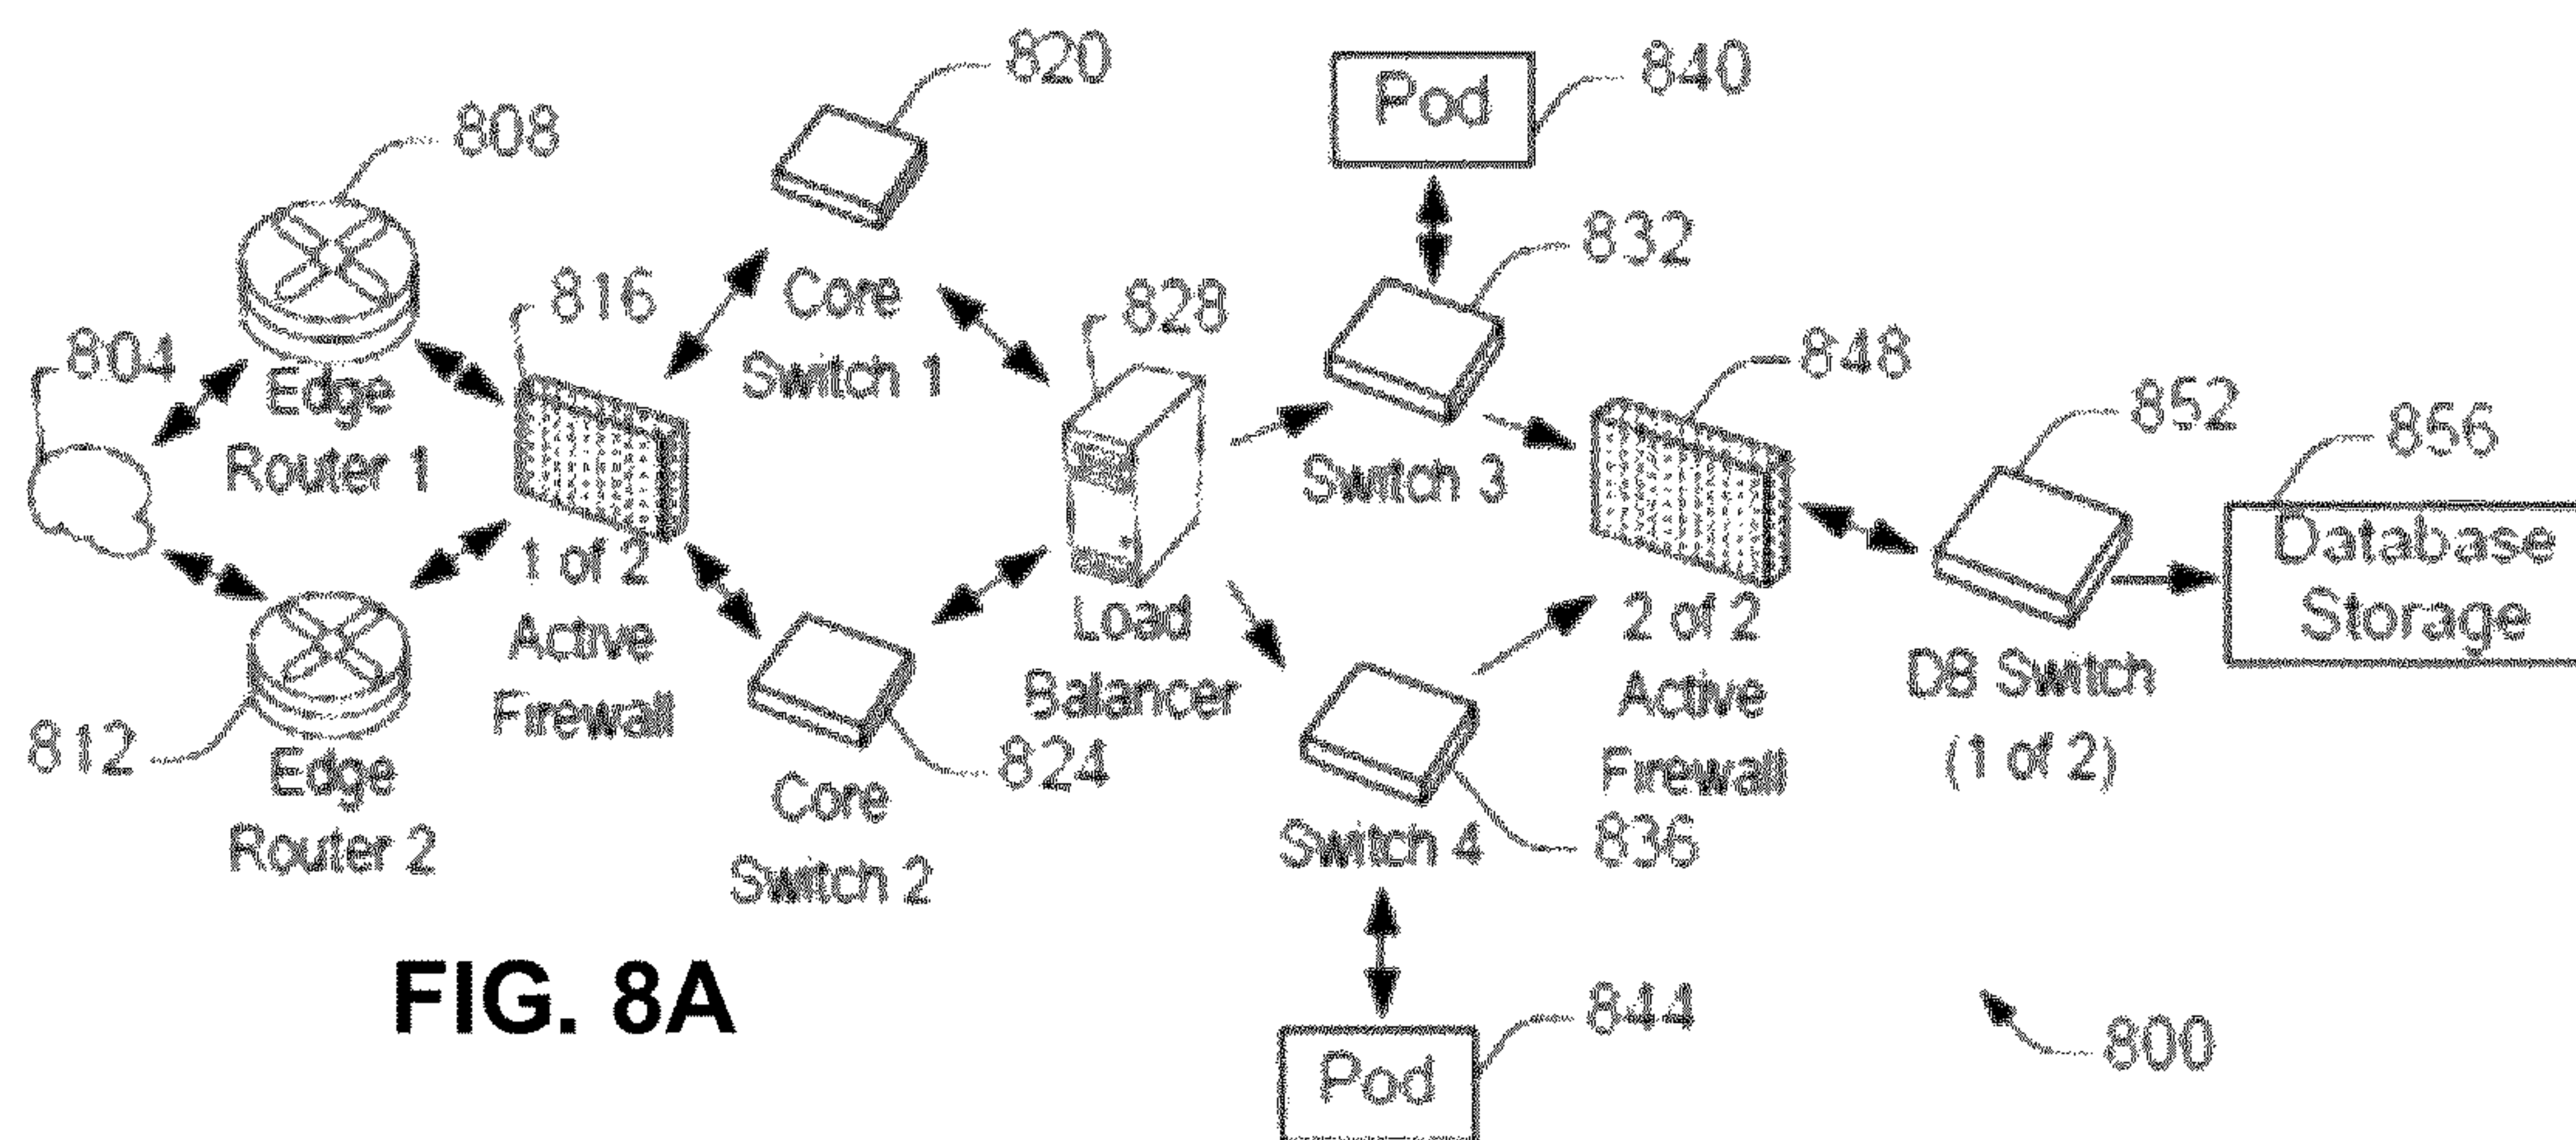 820
Pod
840
808
832
816
Core
Switch 1
828
804
Edge
Router 1
848
852
856
Switch 3
Database
Storage
1 of 2
Active
Firewall
Load
Balancer
2 of 2
Active
Firewall
DB Switch
(1 of 2)
812
Edge
Router 2
824
Core
Switch 2
Switch 4
836
FIG. 8A
844
Pod
800